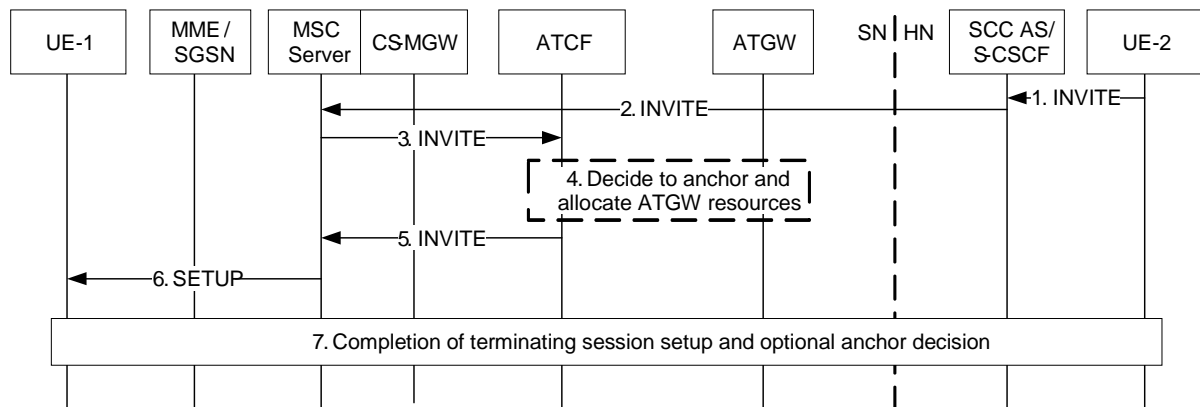 UE-1
MME /
SGSN
MSC
Server
CS-MGW
ATCF
ATGW
SN
HN
SCC AS/
S-CSCF
UE-2
1. INVITE
2. INVITE
3. INVITE
4. Decide to anchor and
allocate ATGW resources
5. INVITE
6. SETUP
7. Completion of terminating session setup and optional anchor decision